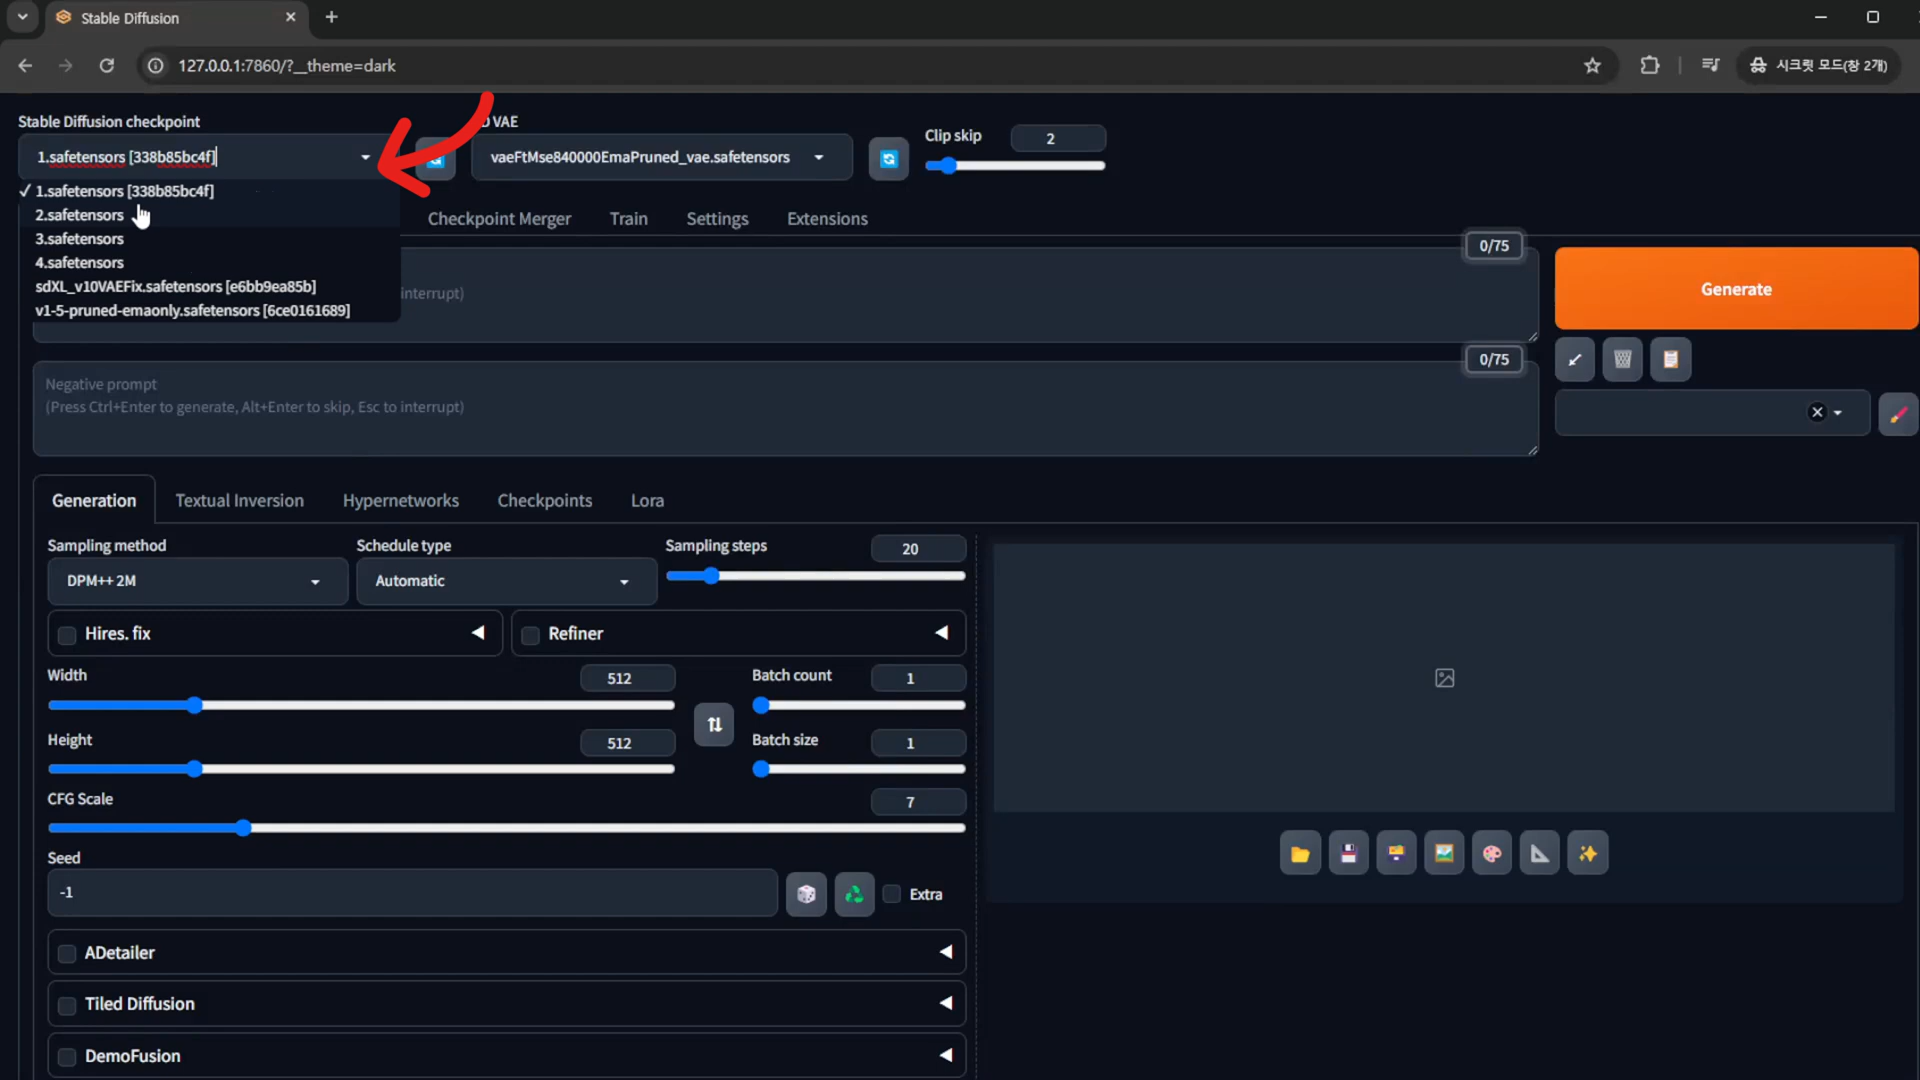 Stable Diffusion
127.0.0.1:7860/?__theme=dark
시크릿 모드(창 2개)
Stable Diffusion checkpoint
VAE
Clip skip
2
1.safetensors [338b85bc4f]
vaeFtMse840000EmaPruned_vae.safetensors
✓ 1.safetensors [338b85bc4f]
2.safetensors
3.safetensors
4.safetensors
sdXL_v10VAEFix.safetensors [e6bb9ea85b]
v1-5-pruned-emaonly.safetensors [6ce0161689]
Checkpoint Merger
Train
Settings
Extensions
0/75
interrupt)
Generate
0/75
Negative prompt
(Press Ctrl+Enter to generate, Alt+Enter to skip, Esc to interrupt)
Generation
Textual Inversion
Hypernetworks
Checkpoints
Lora
Sampling method
Schedule type
Sampling steps
20
DPM++ 2M
Automatic
Hires. fix
Refiner
Width
512
Batch count
1
Height
512
Batch size
1
CFG Scale
7
Seed
-1
Extra
ADetailer
Tiled Diffusion
DemoFusion